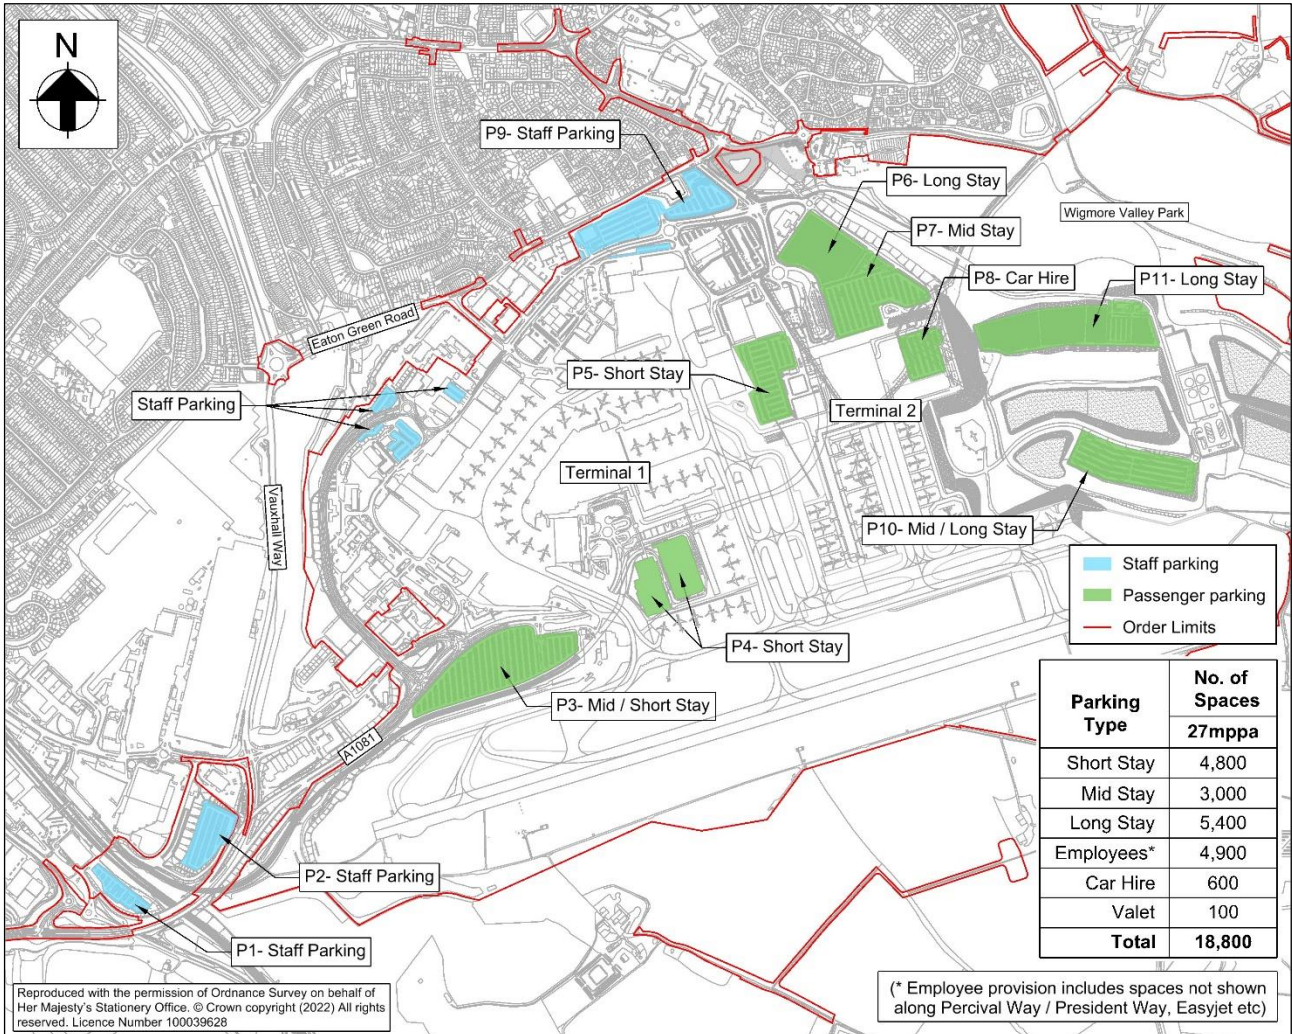 N
P9- Staff Parking
P6- Long Stay
Wigmore Valley Park
P7- Mid Stay
P8- Car Hire
P11- Long Stay
Eaton Green Road
P5- Short Stay
Staff Parking
Terminal 2
Terminal 1
Vauxhall Way
P10- Mid / Long Stay
Staff parking
Passenger parking
Order Limits
P4- Short Stay
P3- Mid / Short Stay
A1081
P2- Staff Parking
P1- Staff Parking
Parking Type No. of Spaces
27mppa
Short Stay 4,800
Mid Stay 3,000
Long Stay 5,400
Employees* 4,900
Car Hire 600
Valet 100
Total 18,800
(* Employee provision includes spaces not shown
along Percival Way / President Way, Easyjet etc)
Reproduced with the permission of Ordnance Survey on behalf of
Her Majesty's Stationery Office. © Crown copyright (2022) All rights
reserved. Licence Number 100039628